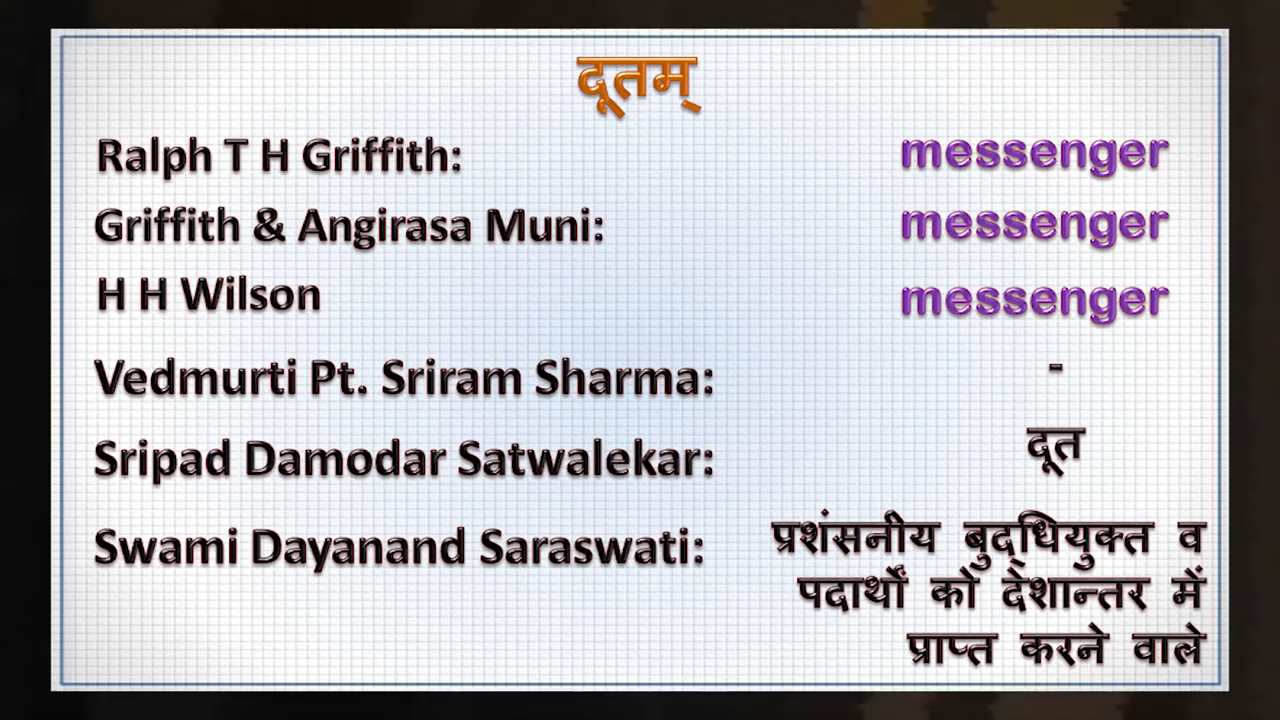 दूतम्
Ralph T H Griffith: messenger
Griffith & Angirasa Muni: messenger
H H Wilson messenger
Vedmurti Pt. Sriram Sharma: -
Sripad Damodar Satwalekar: दूत
Swami Dayanand Saraswati: प्रशंसनीय बुद्धियुक्त व
पदार्थों को देशान्तर में
प्राप्त करने वाले